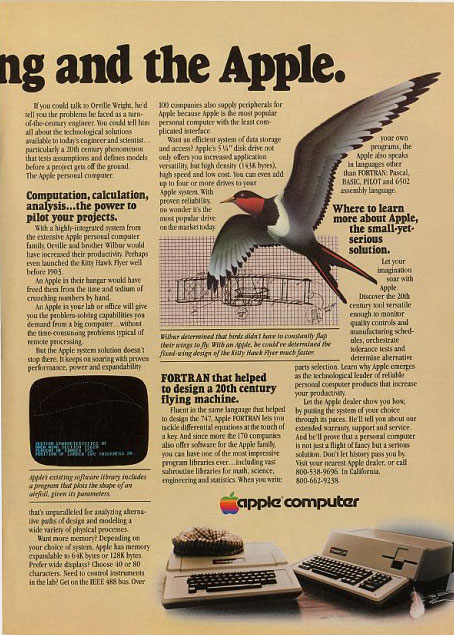 ng and the Apple.
If you could talk to Orville Wright, he'd
tell you the problems he faced as a turn-
of-the-century engineer. You could tell him
all about the technological solutions
available to today's engineer and scientist...
particularly a 20th century phenomenon
that tests assumptions and defines models
before a project gets off the ground.
The Apple personal computer.
Computation, calculation,
analysis...the power to
pilot your projects.
With a highly-integrated system from
the extensive Apple personal computer
family, Orville and brother Wilbur would
have increased their productivity. Perhaps
even launched the Kitty Hawk Flyer well
before 1903.
An Apple in their hangar would have
freed them from the time and tedium of
crunching numbers by hand.
An Apple in your lab or office will give
you the problem-solving capabilities you
demand from a big computer...without
the time-consuming problems typical of
remote processing.
But the Apple system solution doesn't
stop there. It keeps on soaring with proven
performance, power and expandability
SECTION CHARACTERISTICS OF
Apple's existing software library includes
a program that plots the shape of an
airfoil, given its parameters.
that's unparalleled for analyzing alterna-
tive paths of design and modeling a
wide variety of physical processes.
Want more memory? Depending on
your choice of system, Apple has memory
expandable to 64K bytes or 128K bytes.
Prefer wide displays? Choose 40 or 80
characters. Need to control instruments
in the lab? Get on the IEEE 488 bus. Over
100 companies also supply peripherals for
Apple because Apple is the most popular
personal computer with the least com-
plicated interface.
Want an efficient system of data storage
and access? Apple's 5¼" disk drive not
only offers you increased application
versatility, but high density (143K bytes),
high speed and low cost. You can even add
up to four or more drives to your
Apple system. With
proven reliability,
no wonder it's the
most popular drive
on the market today.
Wilbur determined that birds didn't have to constantly flap
their wings to fly. With an Apple, he could've determined the
fixed-wing design of the Kitty Hawk Flyer much faster.
FORTRAN that helped
to design a 20th century
flying machine.
Fluent in the same language that helped
to design the 747, Apple FORTRAN lets you
tackle differential equations at the touch of
a key. And since more the 170 companies
also offer software for the Apple family,
you can have one of the most impressive
program libraries ever...including vast
subroutine libraries for math, science,
engineering and statistics. When you write
your own
programs, the
Apple also speaks
in languages other
than FORTRAN: Pascal,
BASIC, PILOT and 6502
assembly language.
Where to learn
more about Apple,
the small-yet-
serious
solution.
Let your
imagination
soar with
Apple.
Discover the 20th
century tool versatile
enough to monitor
quality controls and
manufacturing sched-
ules, orchestrate
tolerance tests and
determine alternative
parts selection. Learn why Apple emerges
as the technological leader of reliable
personal computer products that increase
your productivity.
Let the Apple dealer show you how,
by putting the system of your choice
through its paces. He'll tell you about our
extended warranty, support and service.
And he'll prove that a personal computer
is not just a flight of fancy but a serious
solution. Don't let history pass you by.
Visit your nearest Apple dealer, or call
800-538-9696. In California,
800-662-9238.
apple computer